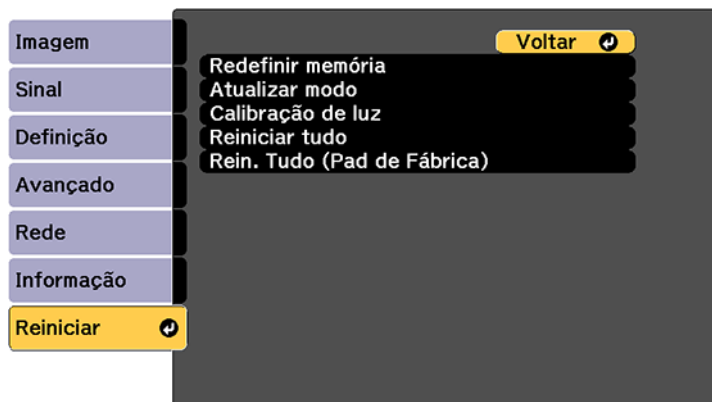 Imagem
Sinal
Definição
Avançado
Rede
Informação
Reiniciar
Voltar
Redefinir memória
Atualizar modo
Calibração de luz
Reiniciar tudo
Rein. Tudo (Pad de Fábrica)